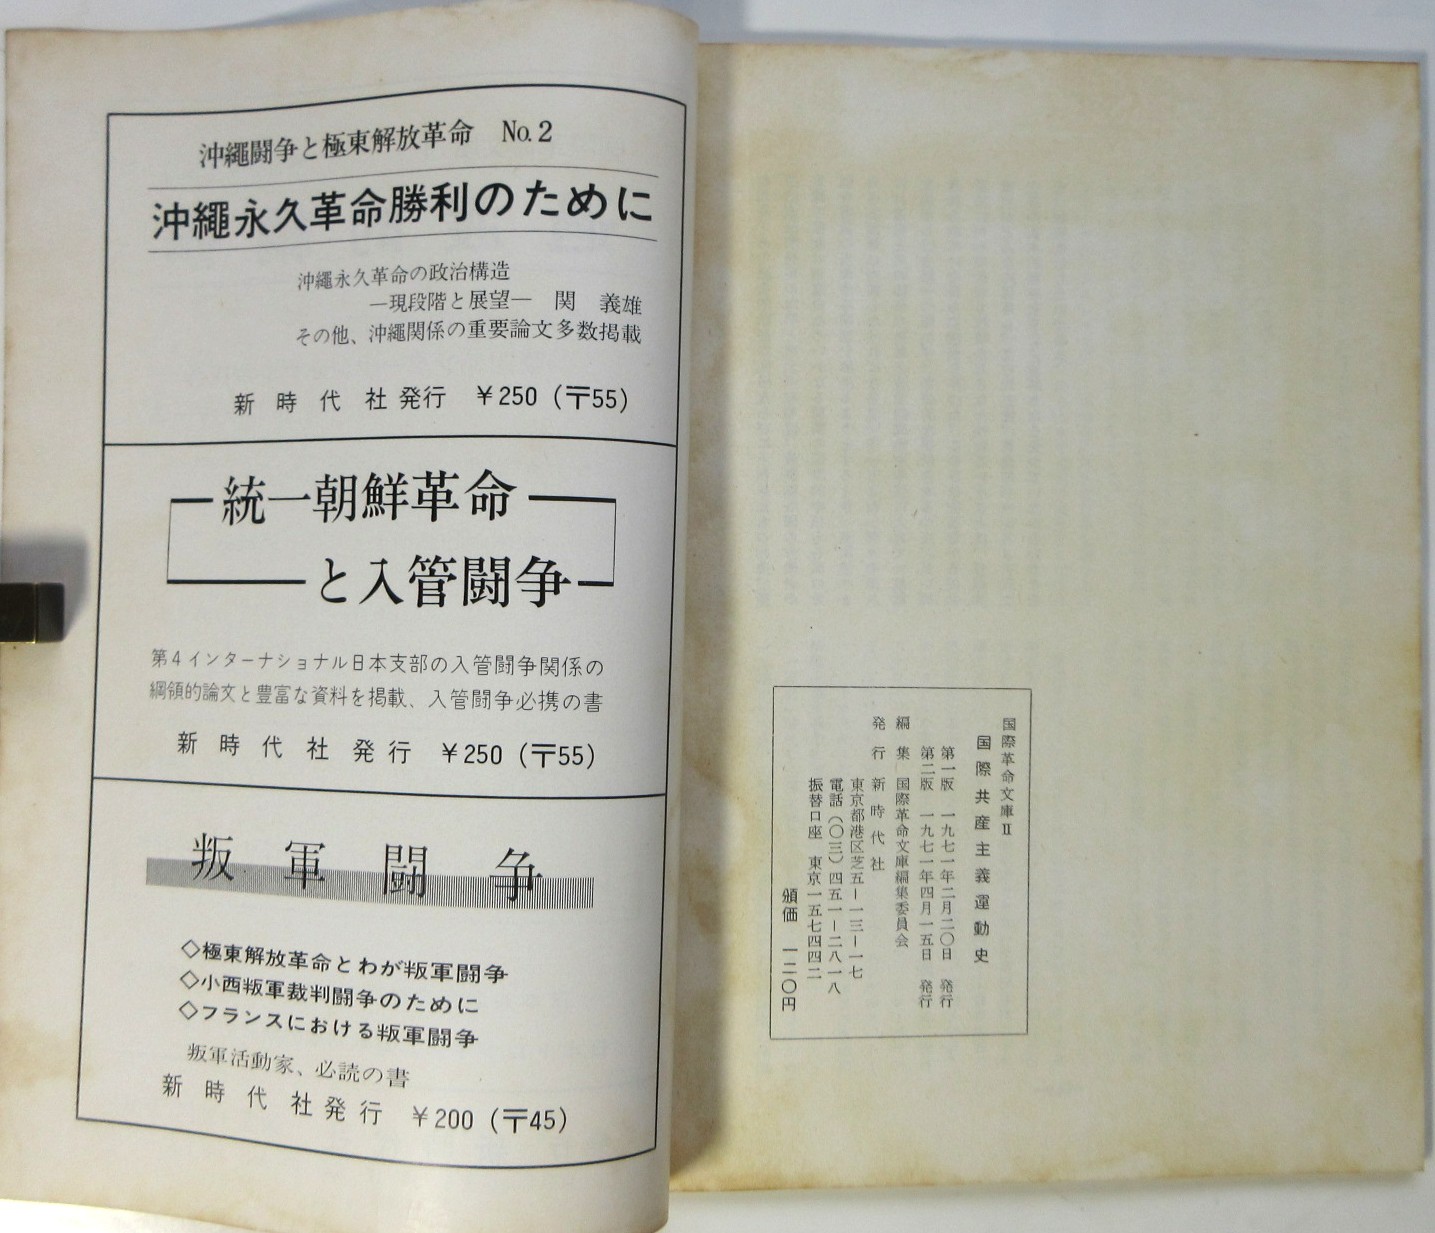 沖繩闘争と極東解放革命 No.2
沖繩永久革命勝利のために
沖繩永久革命の政治構造
―現段階と展望― 関 義雄
その他、沖繩関係の重要論文多数掲載
新時代社発行 ￥250（〒55）
統一朝鮮革命
と入管闘争
第4インターナショナル日本支部の入管闘争関係の
綱領的論文と豊富な資料を掲載、入管闘争必携の書
新時代社発行 ￥250（〒55）
叛軍闘争
◇極東解放革命とわが叛軍闘争
◇小西叛軍裁判闘争のために
◇フランスにおける叛軍闘争
叛軍活動家、必読の書
新時代社発行 ￥200（〒45）
国際革命文庫Ⅱ
国際共産主義運動史
第一版 一九七一年二月二〇日 発行
第二版 一九七一年四月一五日 発行
編集 国際革命文庫編集委員会
発行 新時代社
東京都港区芝五―一三―一七
電話（〇三）四五一―二八一八
振替口座 東京一五七四四二
頒価 一二〇円